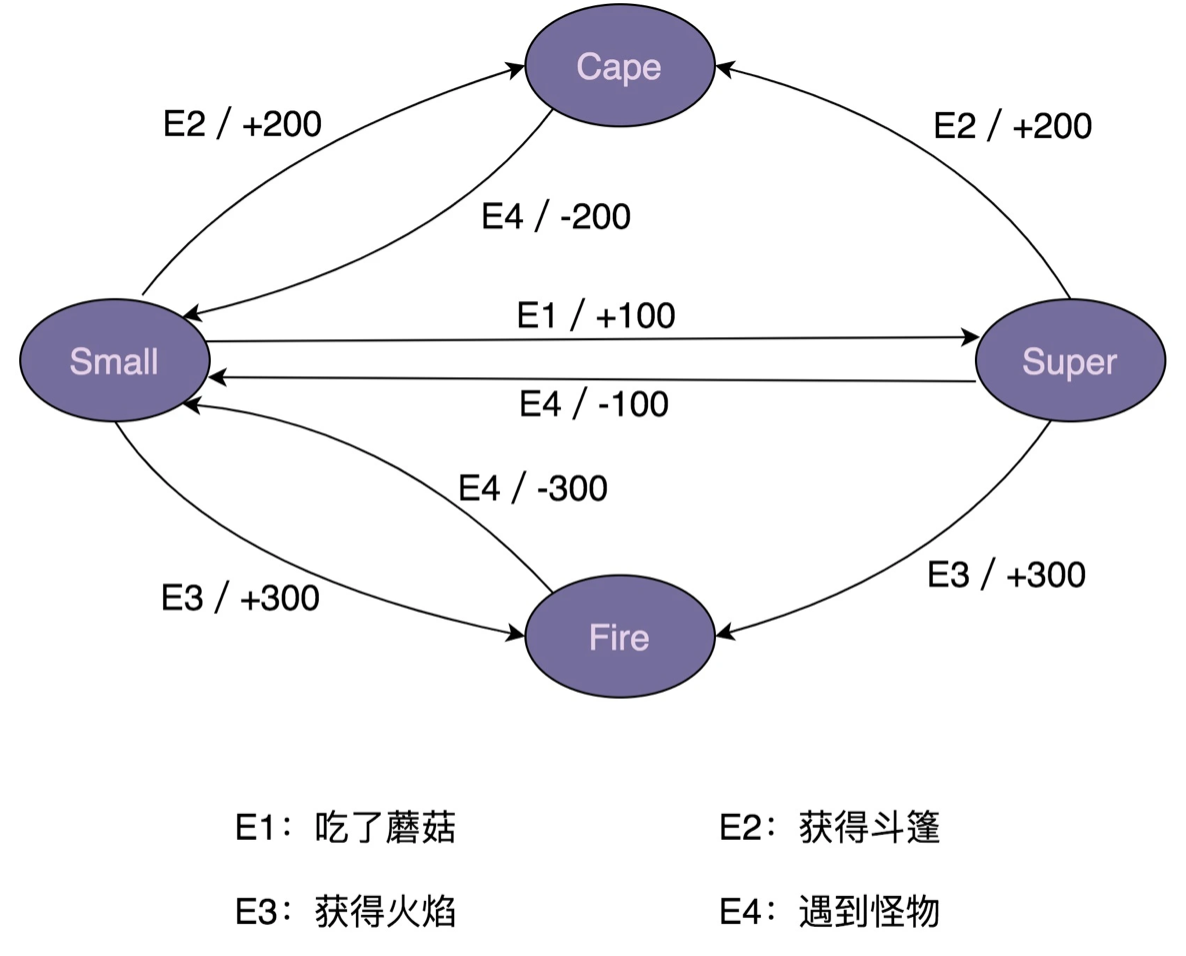 Cape
E2 / +200
E2 / +200
E4 / -200
E1 / +100
Small
Super
E4 / -100
E4 / -300
E3 / +300
E3 / +300
Fire
E1：吃了蘑菇
E2：获得斗篷
E3：获得火焰
E4：遇到怪物